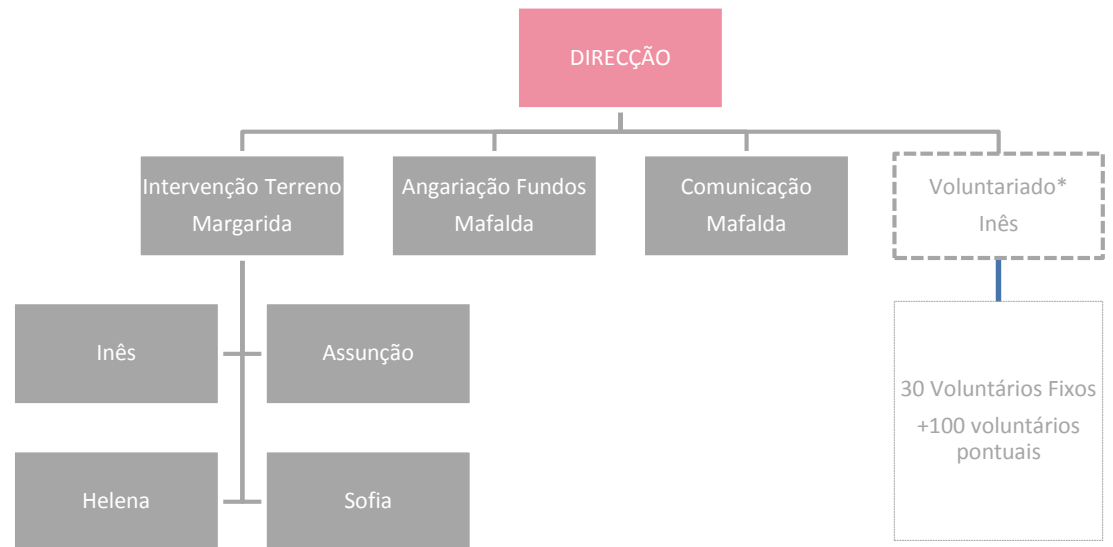 DIRECÇÃO
Intervenção Terreno
Margarida
Angariação Fundos
Mafalda
Comunicação
Mafalda
Voluntariado*
Inês
Inês
Assunção
30 Voluntários Fixos
+100 voluntários
pontuais
Helena
Sofia